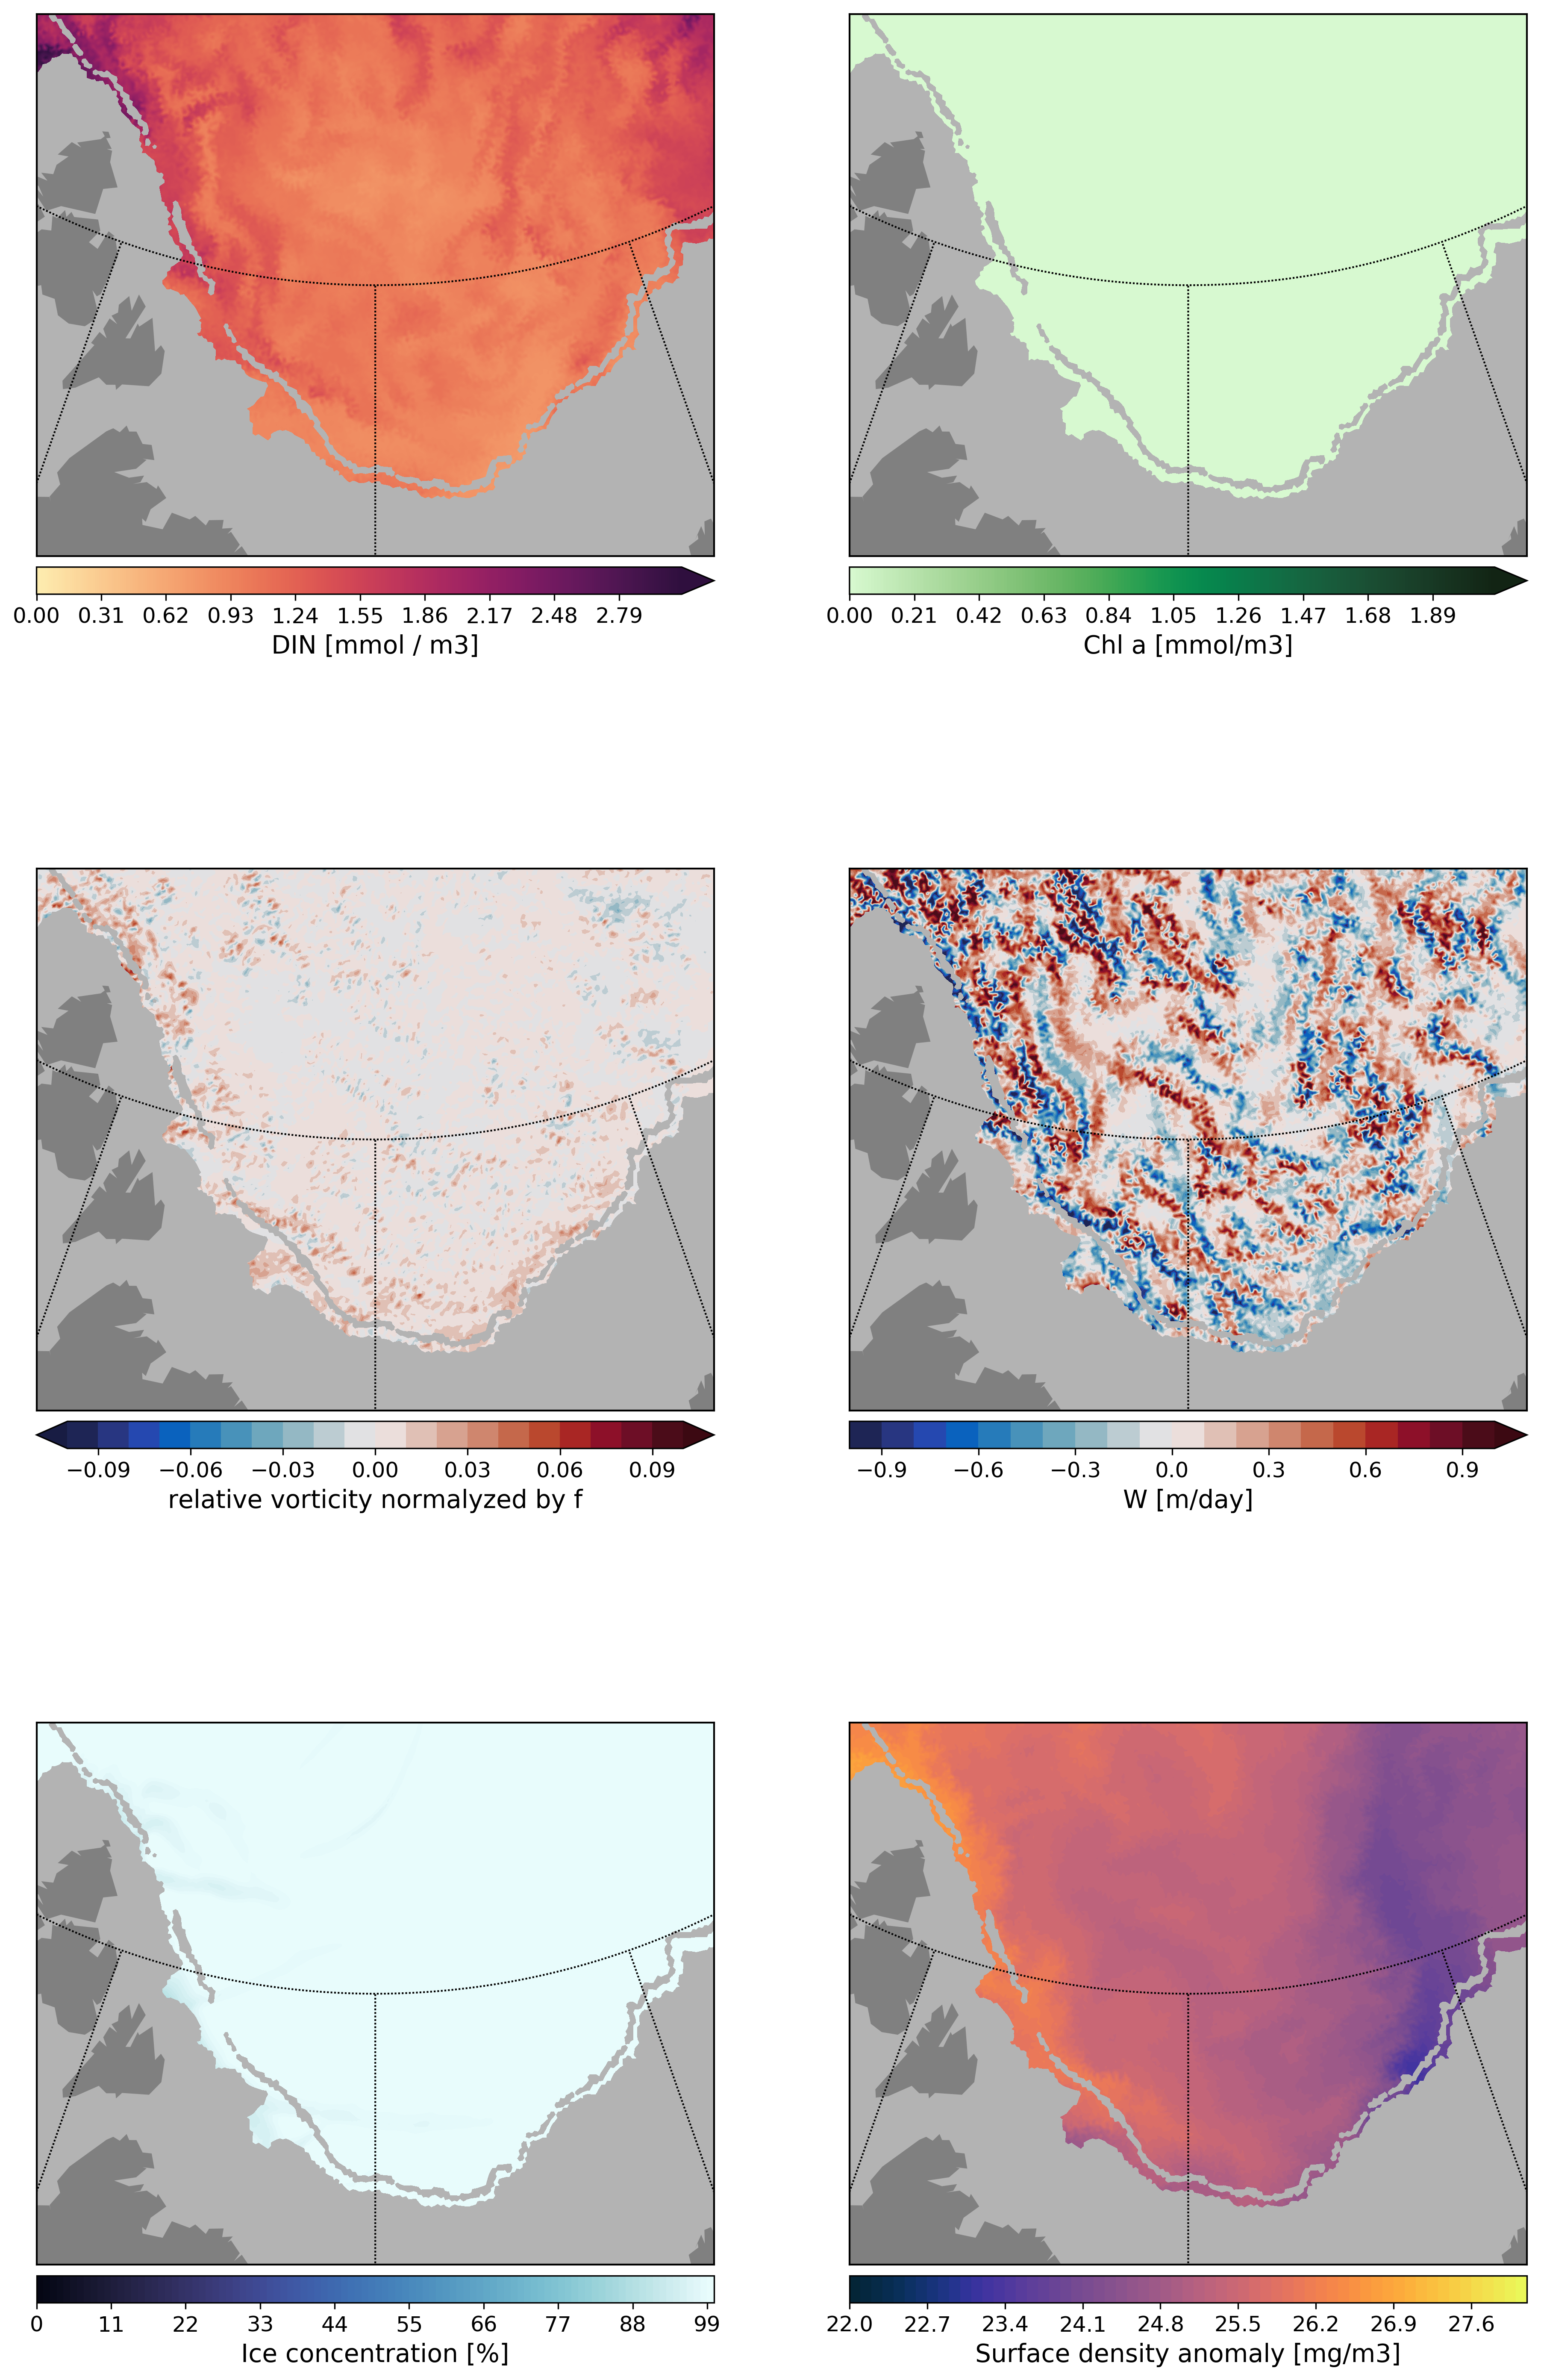 0.00 0.31 0.62 0.93 1.24 1.55 1.86 2.17 2.48 2.79
DIN [mmol / m3]
0.00 0.21 0.42 0.63 0.84 1.05 1.26 1.47 1.68 1.89
Chl a [mmol/m3]
−0.09 −0.06 −0.03 0.00 0.03 0.06 0.09
relative vorticity normalyzed by f
−0.9 −0.6 −0.3 0.0 0.3 0.6 0.9
W [m/day]
0 11 22 33 44 55 66 77 88 99
Ice concentration [%]
22.0 22.7 23.4 24.1 24.8 25.5 26.2 26.9 27.6
Surface density anomaly [mg/m3]